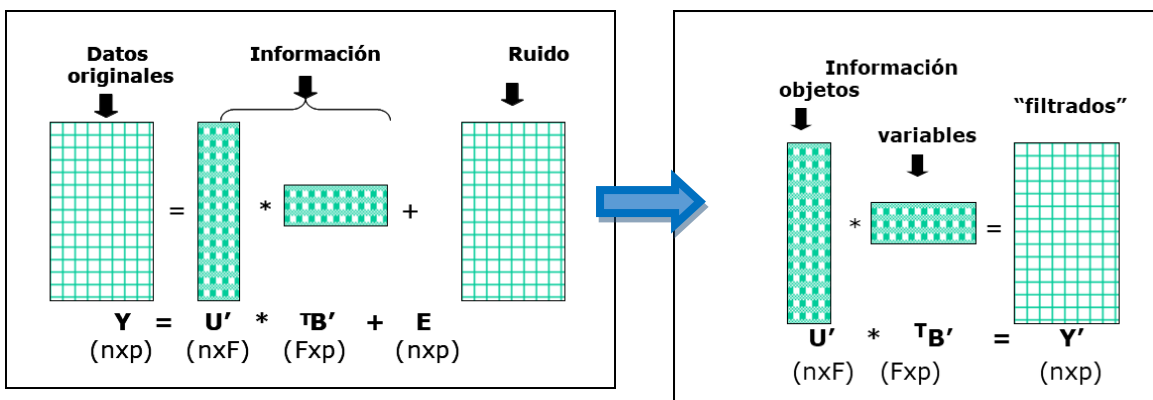 Datos
originales
Información
Ruido
= * +
Y = U’ * ᵀB’ + E
(nxp) (nxF) (Fxp) (nxp)
Información
objetos
variables
“filtrados”
* =
U’ * ᵀB’ = Y’
(nxF) (Fxp) (nxp)